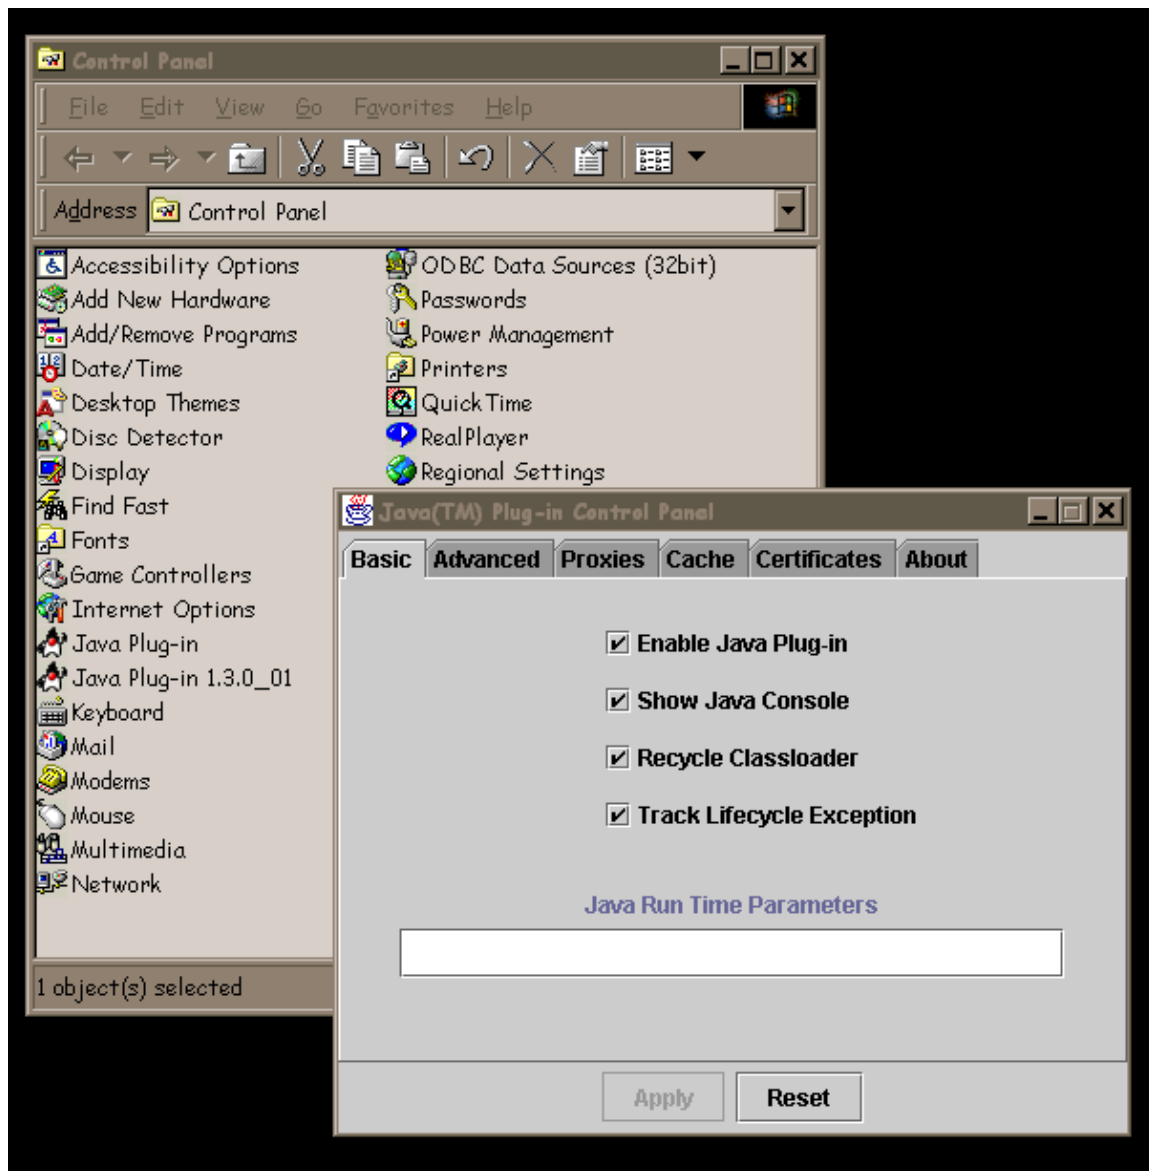 Control Panel
File Edit View Go Favorites Help
Address Control Panel
Accessibility Options
Add New Hardware
Add/Remove Programs
Date/Time
Desktop Themes
Disc Detector
Display
Find Fast
Fonts
Game Controllers
Internet Options
Java Plug-in
Java Plug-in 1.3.0_01
Keyboard
Mail
Modems
Mouse
Multimedia
Network
ODBC Data Sources (32bit)
Passwords
Power Management
Printers
QuickTime
RealPlayer
Regional Settings
1 object(s) selected
Java(TM) Plug-in Control Panel
Basic Advanced Proxies Cache Certificates About
Enable Java Plug-in
Show Java Console
Recycle Classloader
Track Lifecycle Exception
Java Run Time Parameters
Apply Reset